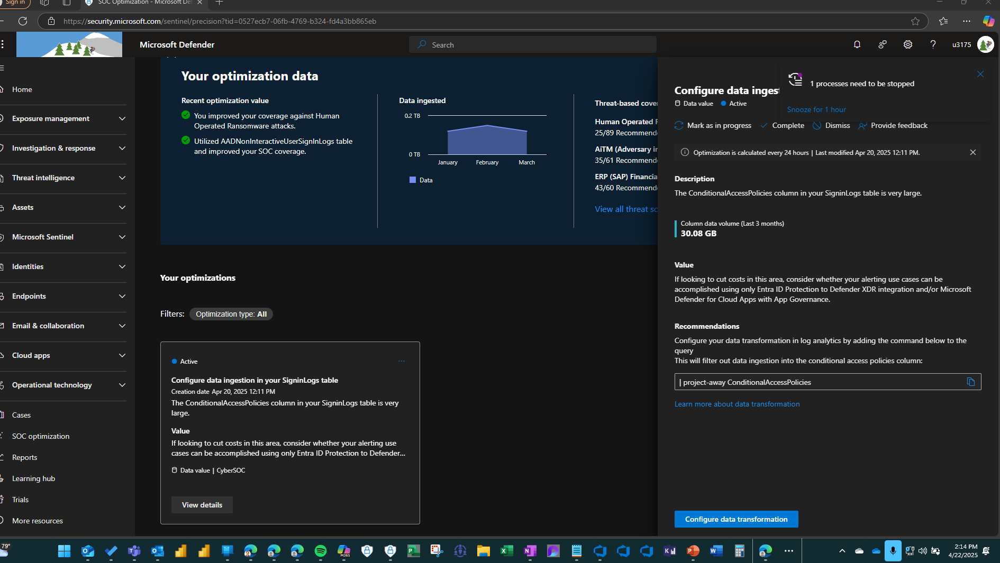 Sign in
SOC Optimization - Microsoft De
https://security.microsoft.com/sentinel/precision?tid=0527ecb7-06fb-4769-b324-fd4a3bb865eb
Microsoft Defender
Search
u3175
Home
Exposure management
Investigation & response
Threat intelligence
Assets
Microsoft Sentinel
Identities
Endpoints
Email & collaboration
Cloud apps
Operational technology
Cases
SOC optimization
Reports
Learning hub
Trials
More resources
Your optimization data
Recent optimization value
You improved your coverage against Human
Operated Ransomware attacks.
Utilized AADNonInteractiveUserSignInLogs table
and improved your SOC coverage.
Data ingested
0.2 TB
0 TB
January February March
Data
Threat-based cove
Human Operated
25/89 Recommend
AiTM (Adversary in
35/61 Recommend
ERP (SAP) Financia
43/60 Recommend
View all threat sc
Your optimizations
Filters: Optimization type: All
Active
...
Configure data ingestion in your SigninLogs table
Creation date Apr 20, 2025 12:11 PM
The ConditionalAccessPolicies column in your SigninLogs table is very
large.
Value
If looking to cut costs in this area, consider whether your alerting use
cases can be accomplished using only Entra ID Protection to Defender...
Data value | CyberSOC
View details
Configure data ingest
Data value Active
1 processes need to be stopped
Snooze for 1 hour
Mark as in progress Complete Dismiss Provide feedback
Optimization is calculated every 24 hours | Last modified Apr 20, 2025 12:11 PM.
Description
The ConditionalAccessPolicies column in your SigninLogs table is very large.
Column data volume (Last 3 months)
30.08 GB
Value
If looking to cut costs in this area, consider whether your alerting use cases can be
accomplished using only Entra ID Protection to Defender XDR integration and/or Microsoft
Defender for Cloud Apps with App Governance.
Recommendations
Configure your data transformation in log analytics by adding the command below to the
query
This will filter out data ingestion into the conditional access policies column:
| project-away ConditionalAccessPolicies
Learn more about data transformation
Configure data transformation
79°
M365
2:14 PM
4/22/2025